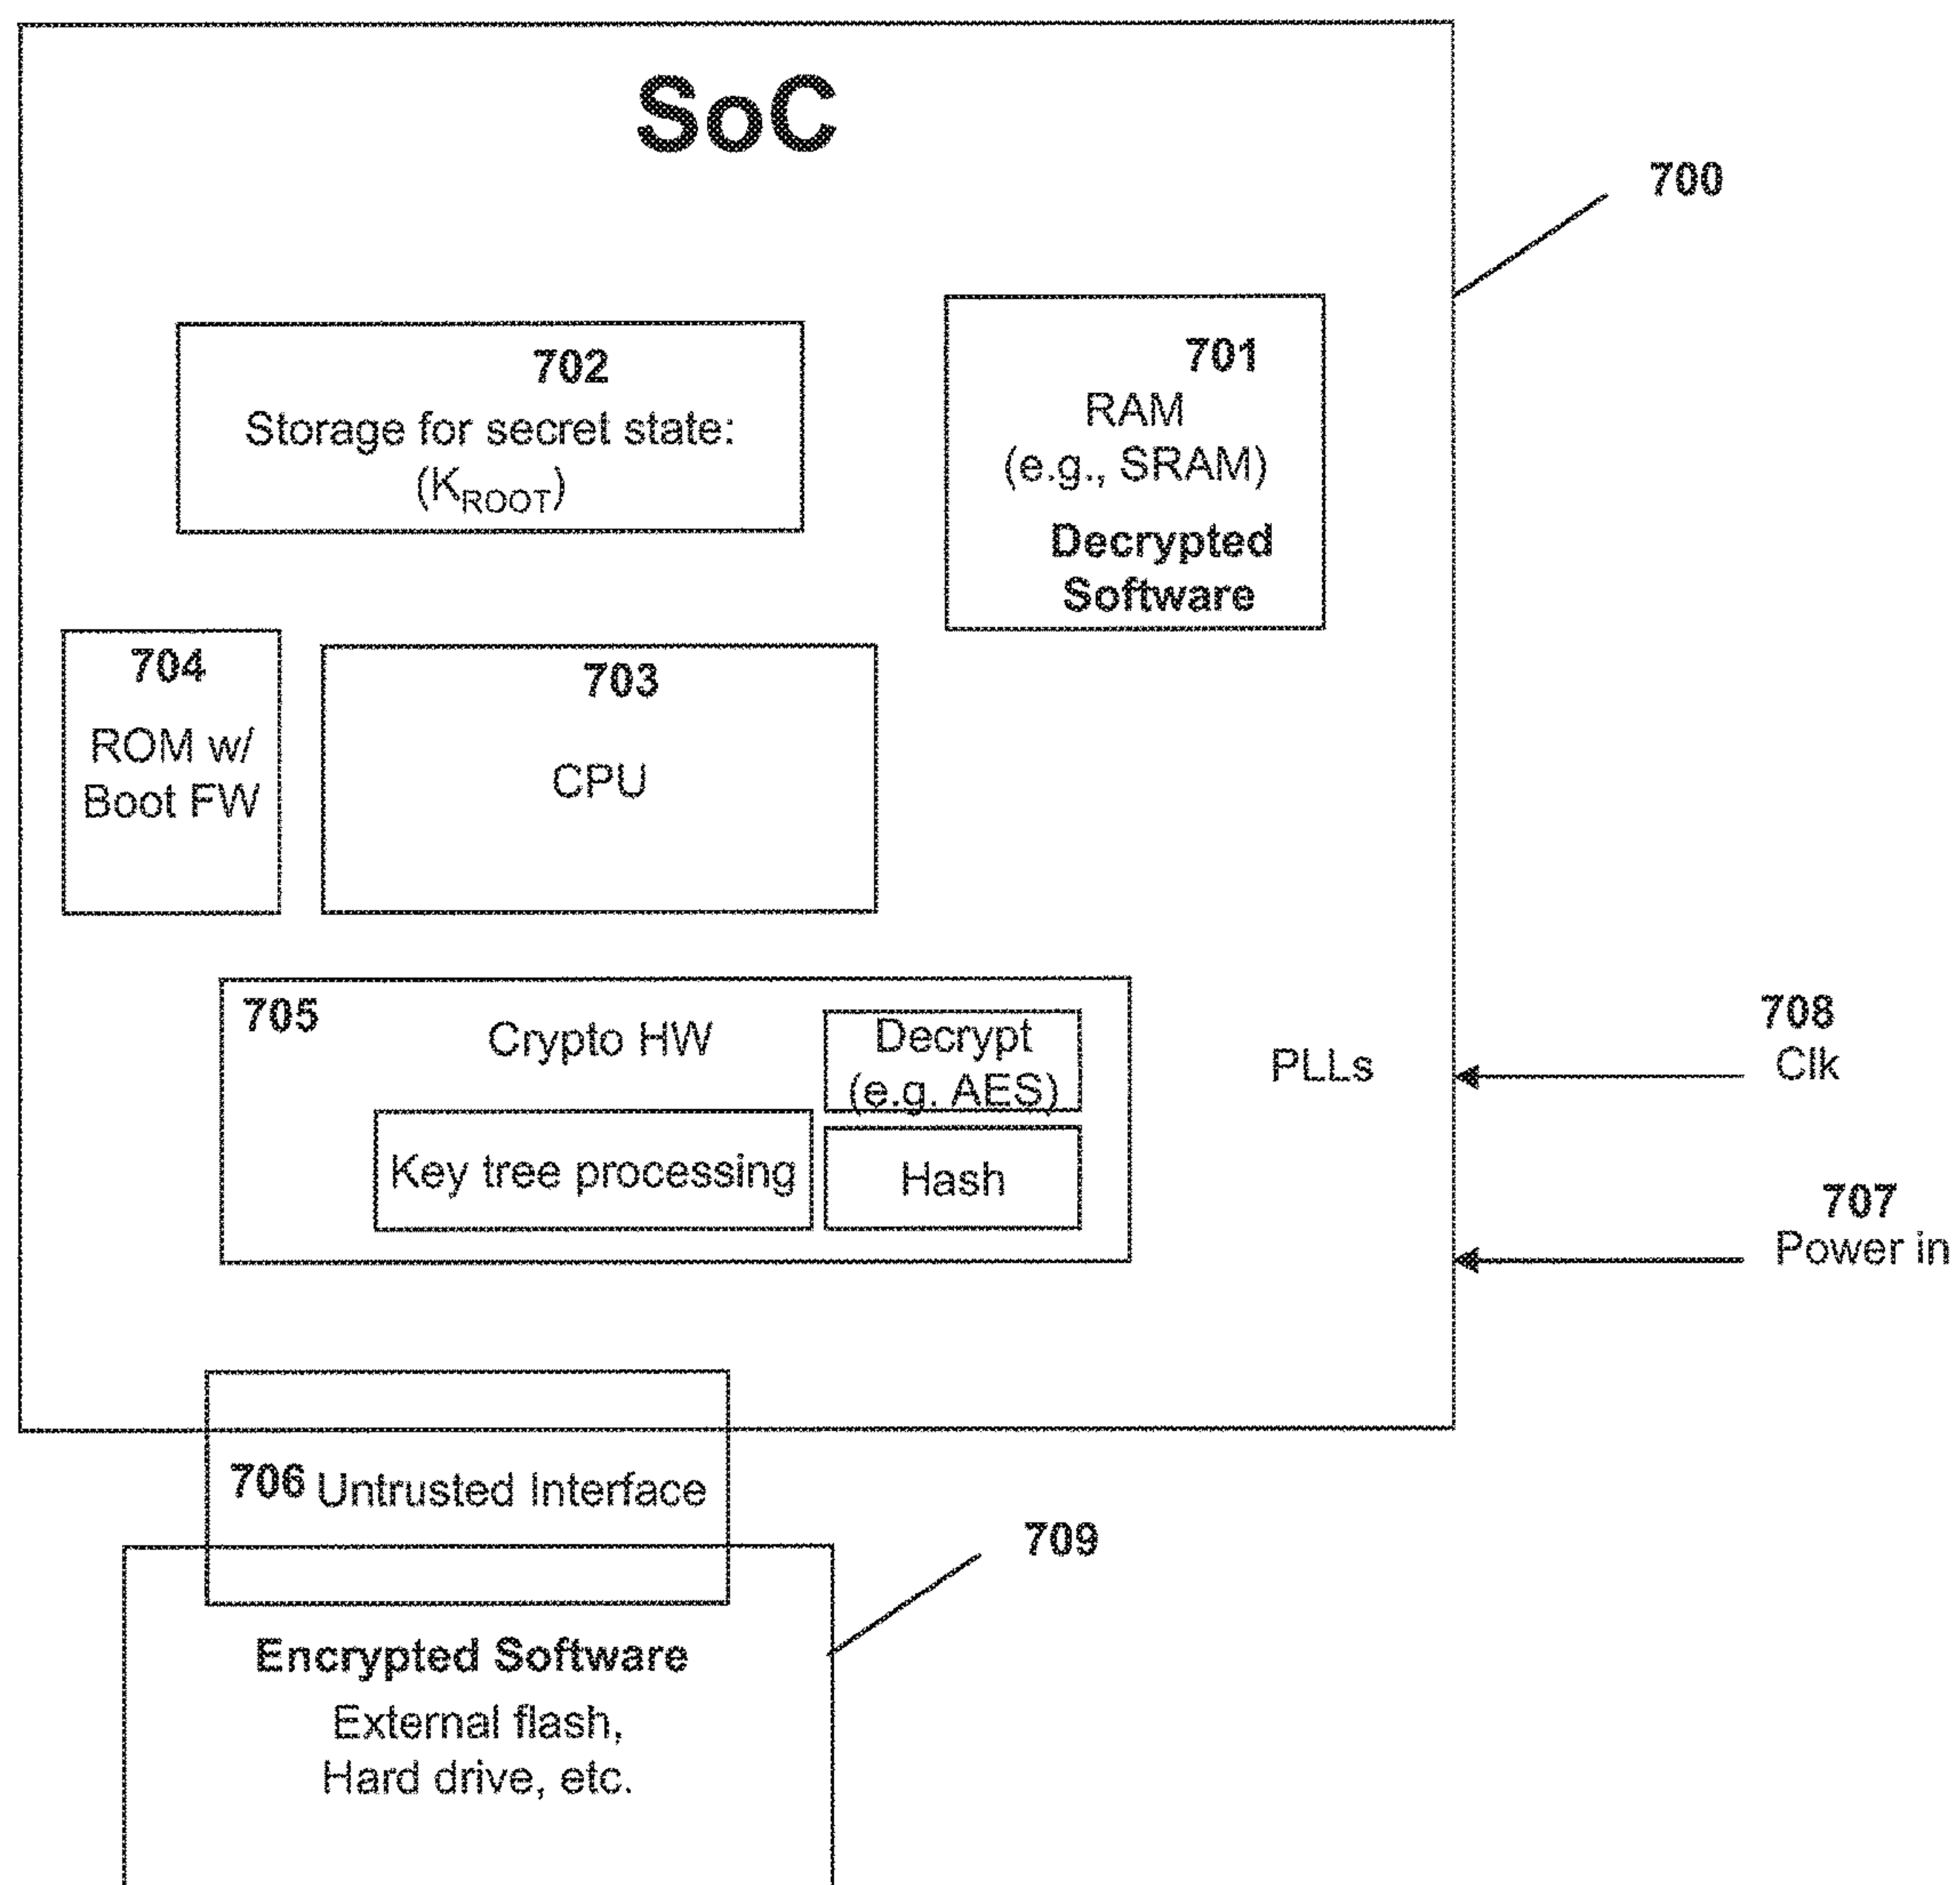 SoC
700
702
Storage for secret state:
(K_ROOT)
701
RAM
(e.g., SRAM)
Decrypted
Software
704
ROM w/
Boot FW
703
CPU
705
Crypto HW
Decrypt
(e.g. AES)
Key tree processing
Hash
PLLs
708
Clk
707
Power in
706 Untrusted Interface
709
Encrypted Software
External flash,
Hard drive, etc.